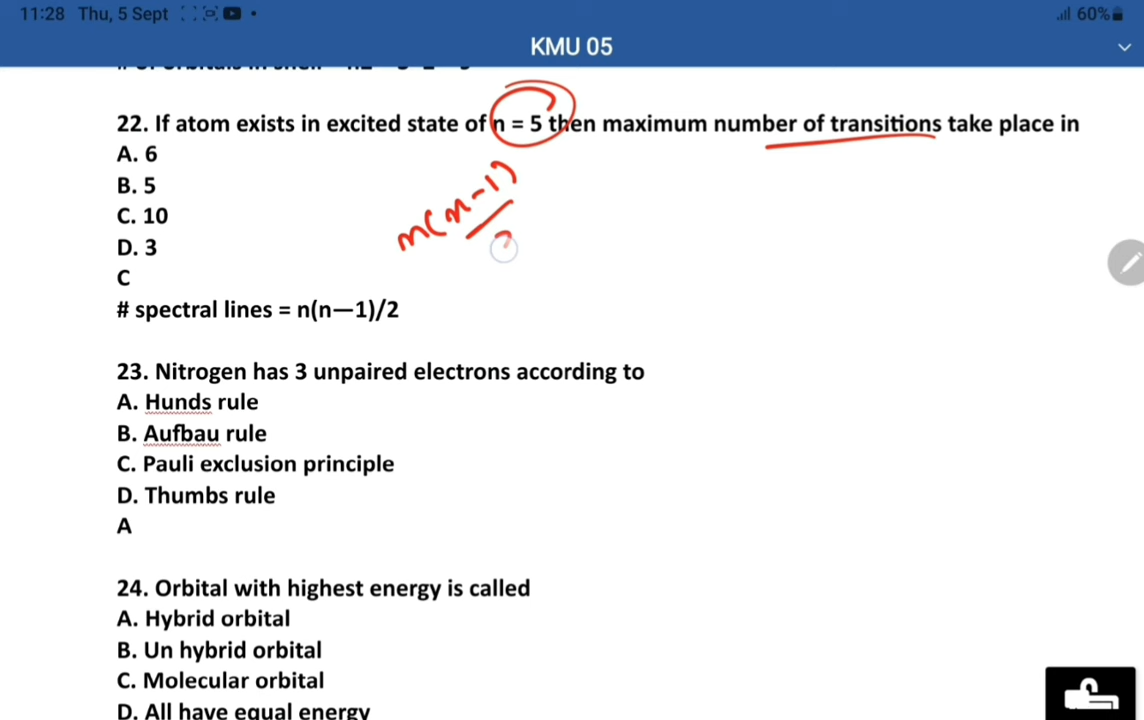 11:28 Thu, 5 Sept
60%
KMU 05
22. If atom exists in excited state of n = 5 then maximum number of transitions take place in
A. 6
B. 5
C. 10
D. 3
C
n(n-1)
# spectral lines = n(n—1)/2
23. Nitrogen has 3 unpaired electrons according to
A. Hunds rule
B. Aufbau rule
C. Pauli exclusion principle
D. Thumbs rule
A
24. Orbital with highest energy is called
A. Hybrid orbital
B. Un hybrid orbital
C. Molecular orbital
D. All have equal energy